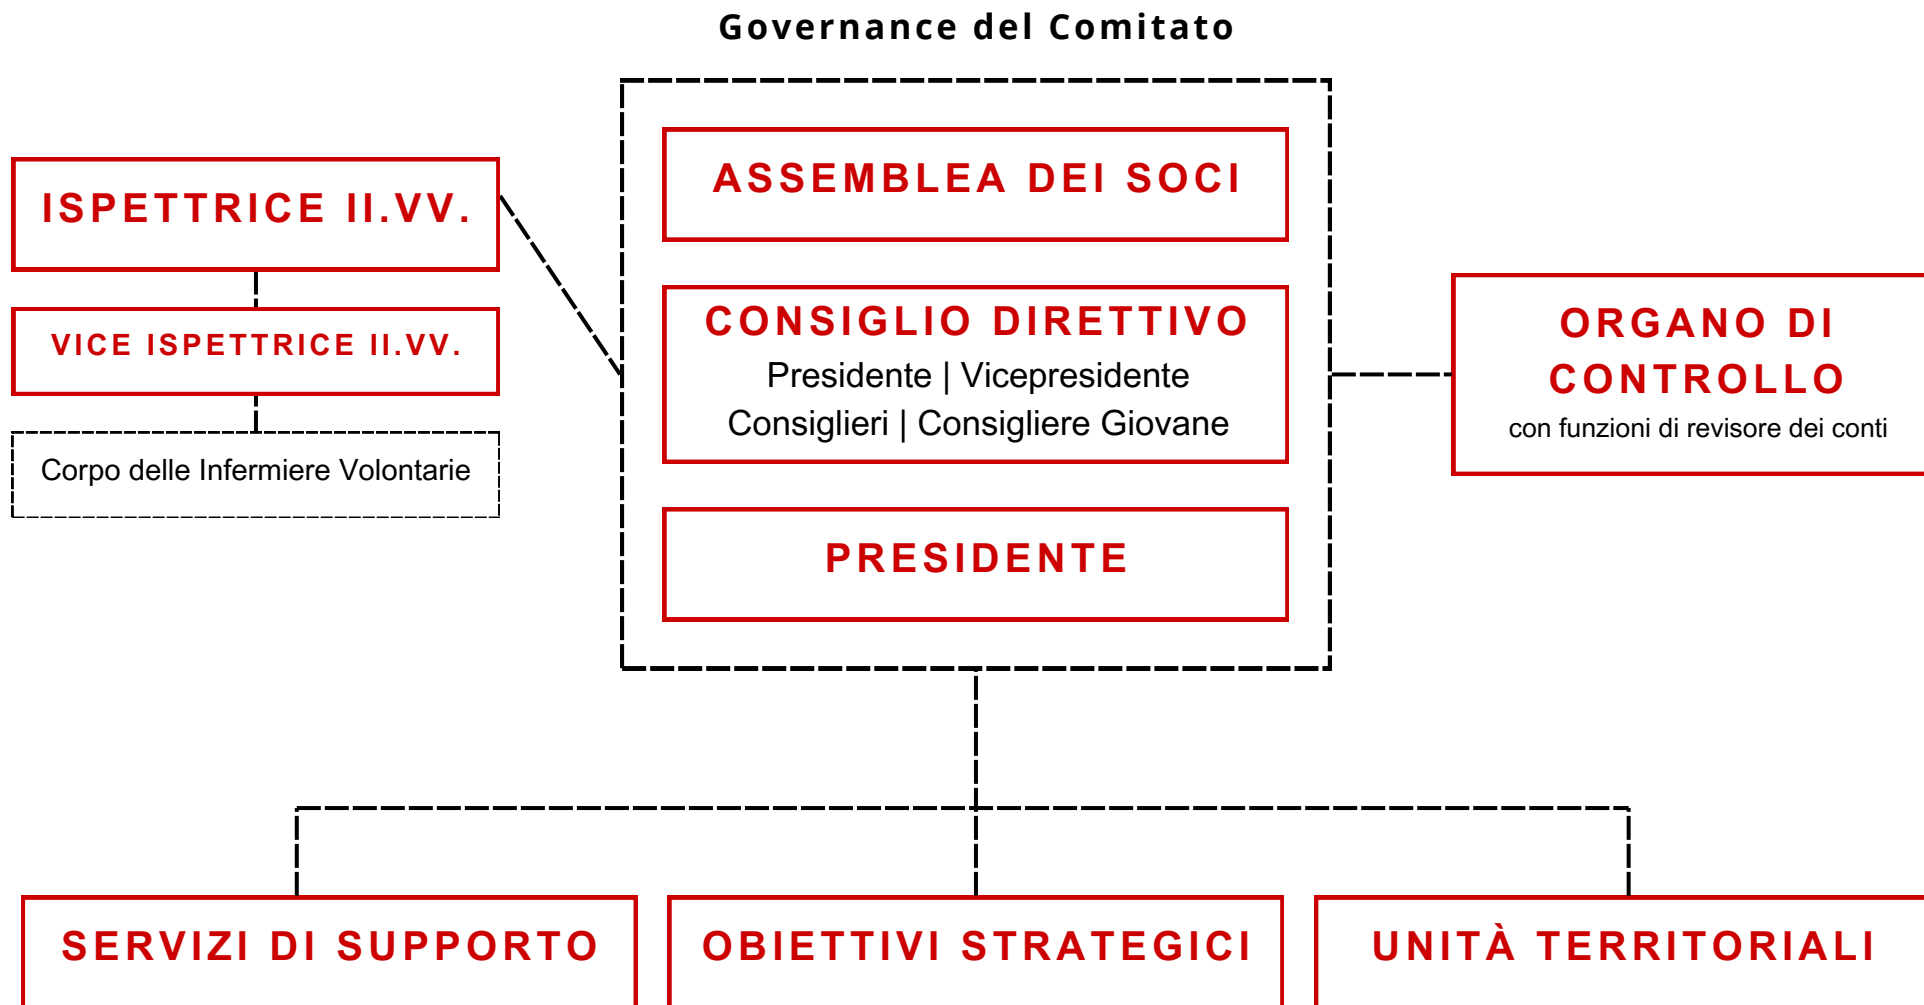 Governance del Comitato
ASSEMBLEA DEI SOCI
ISPETTRICE II.VV.
VICE ISPETTRICE II.VV.
Corpo delle Infermiere Volontarie
CONSIGLIO DIRETTIVO
Presidente | Vicepresidente
Consiglieri | Consigliere Giovane
ORGANO DI
CONTROLLO
con funzioni di revisore dei conti
PRESIDENTE
SERVIZI DI SUPPORTO
OBIETTIVI STRATEGICI
UNITÀ TERRITORIALI